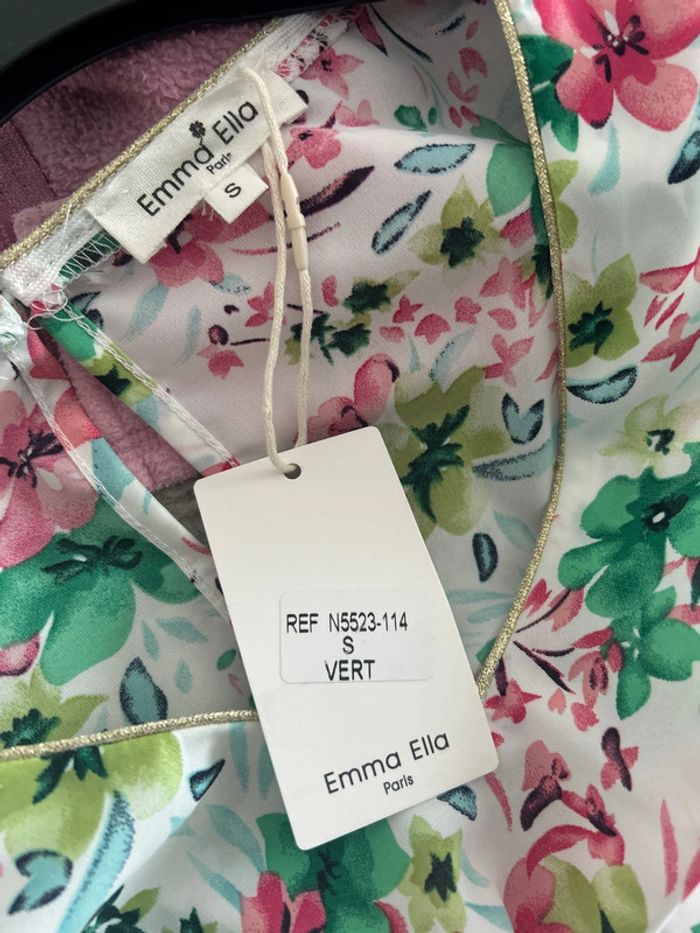 Emma Ella
Paris
S
REF N5523-114
S
VERT
Emma Ella
Paris